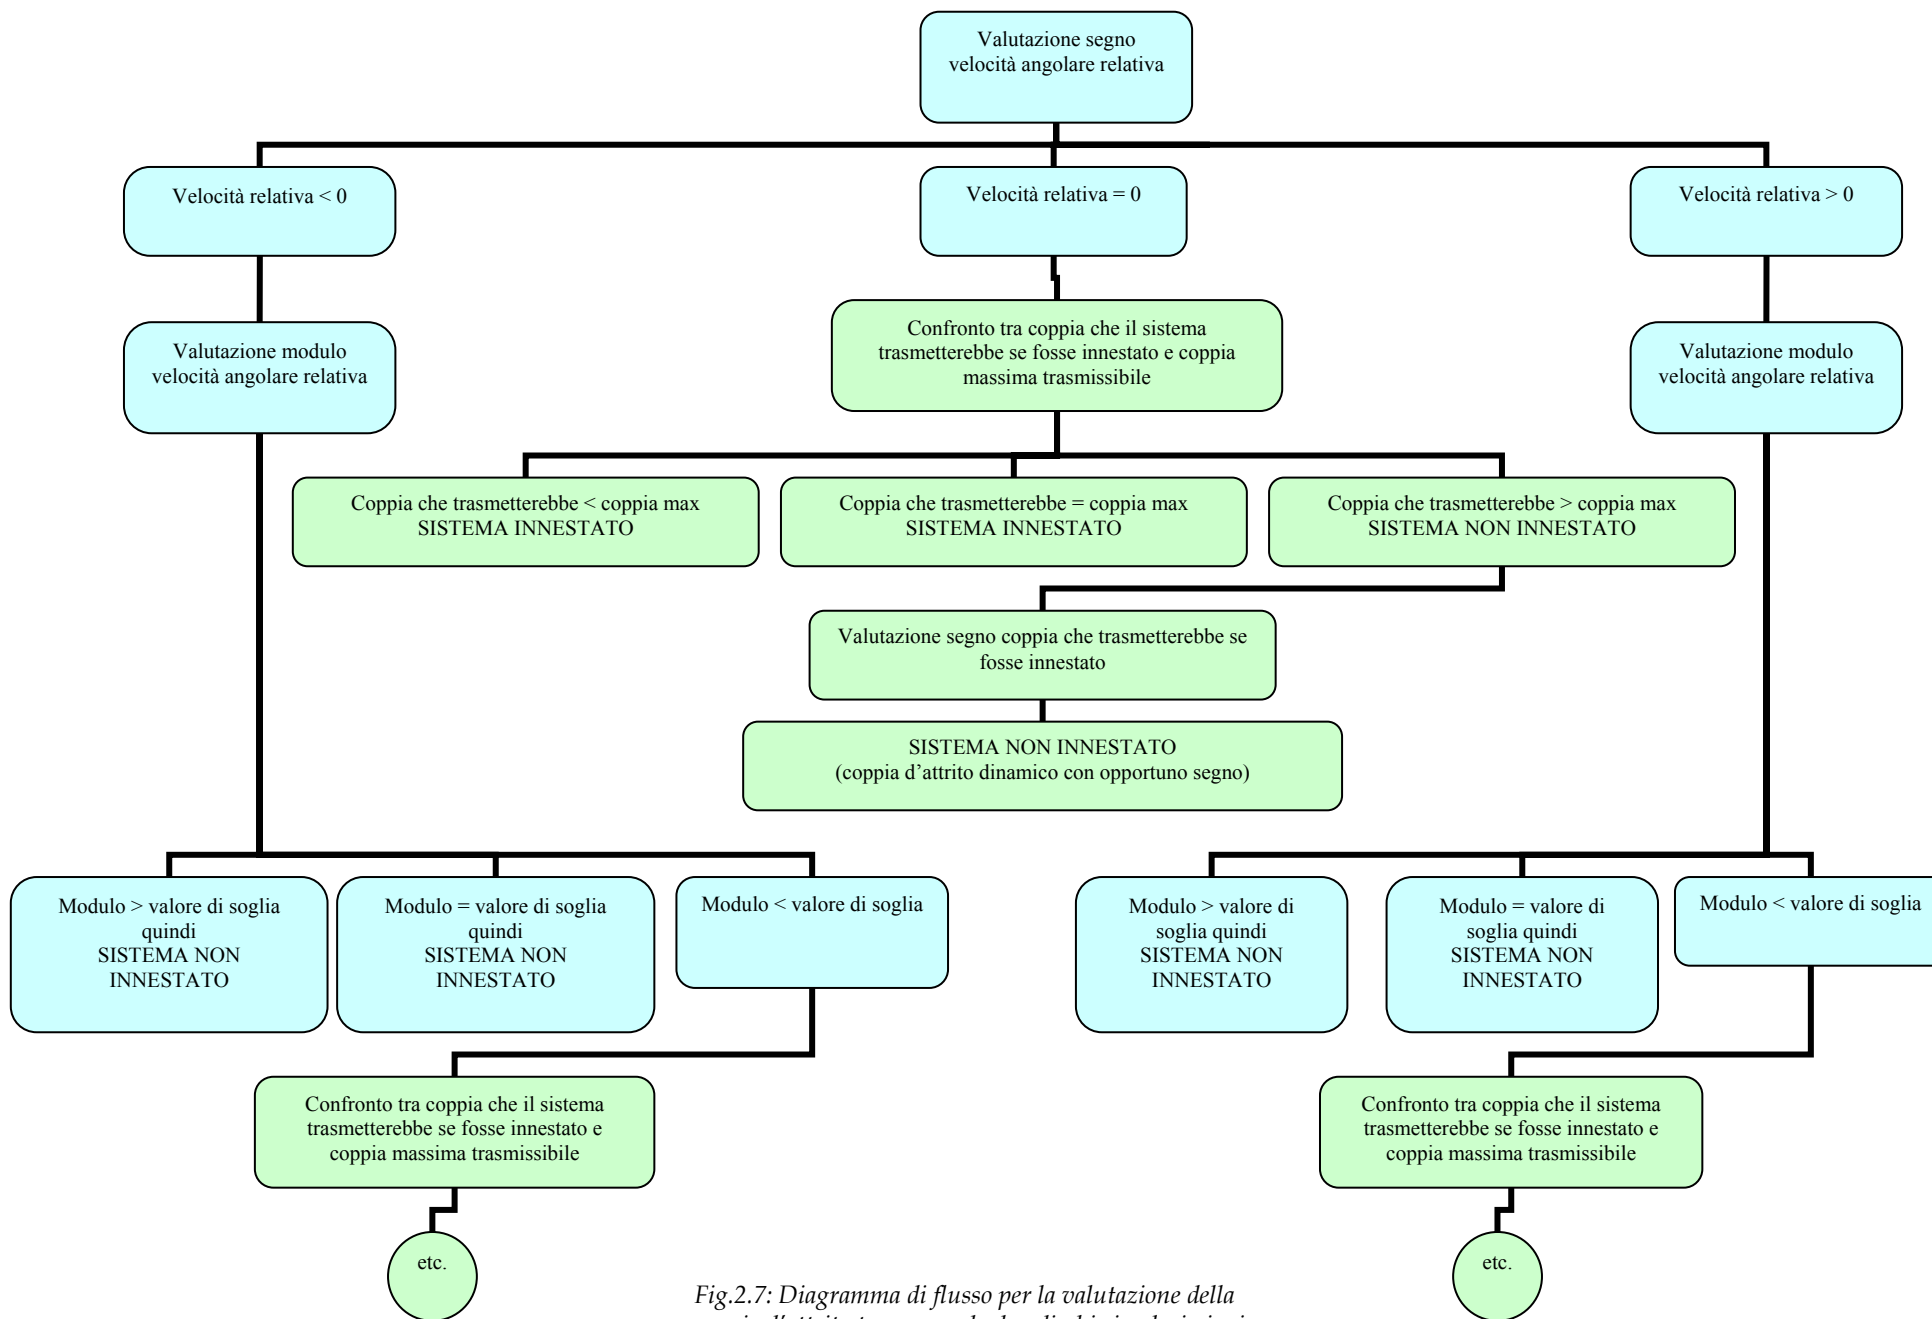 Valutazione segno
velocità angolare relativa
Velocità relativa < 0
Velocità relativa = 0
Velocità relativa > 0
Valutazione modulo
velocità angolare relativa
Confronto tra coppia che il sistema
trasmetterebbe se fosse innestato e coppia
massima trasmissibile
Valutazione modulo
velocità angolare relativa
Coppia che trasmetterebbe < coppia max
SISTEMA INNESTATO
Coppia che trasmetterebbe = coppia max
SISTEMA INNESTATO
Coppia che trasmetterebbe > coppia max
SISTEMA NON INNESTATO
Valutazione segno coppia che trasmetterebbe se
fosse innestato
SISTEMA NON INNESTATO
(coppia d’attrito dinamico con opportuno segno)
Modulo > valore di soglia
quindi
SISTEMA NON
INNESTATO
Modulo = valore di soglia
quindi
SISTEMA NON
INNESTATO
Modulo < valore di soglia
Modulo > valore di
soglia quindi
SISTEMA NON
INNESTATO
Modulo = valore di
soglia quindi
SISTEMA NON
INNESTATO
Modulo < valore di soglia
Confronto tra coppia che il sistema
trasmetterebbe se fosse innestato e
coppia massima trasmissibile
Confronto tra coppia che il sistema
trasmetterebbe se fosse innestato e
coppia massima trasmissibile
etc.
etc.
Fig.2.7: Diagramma di flusso per la valutazione della